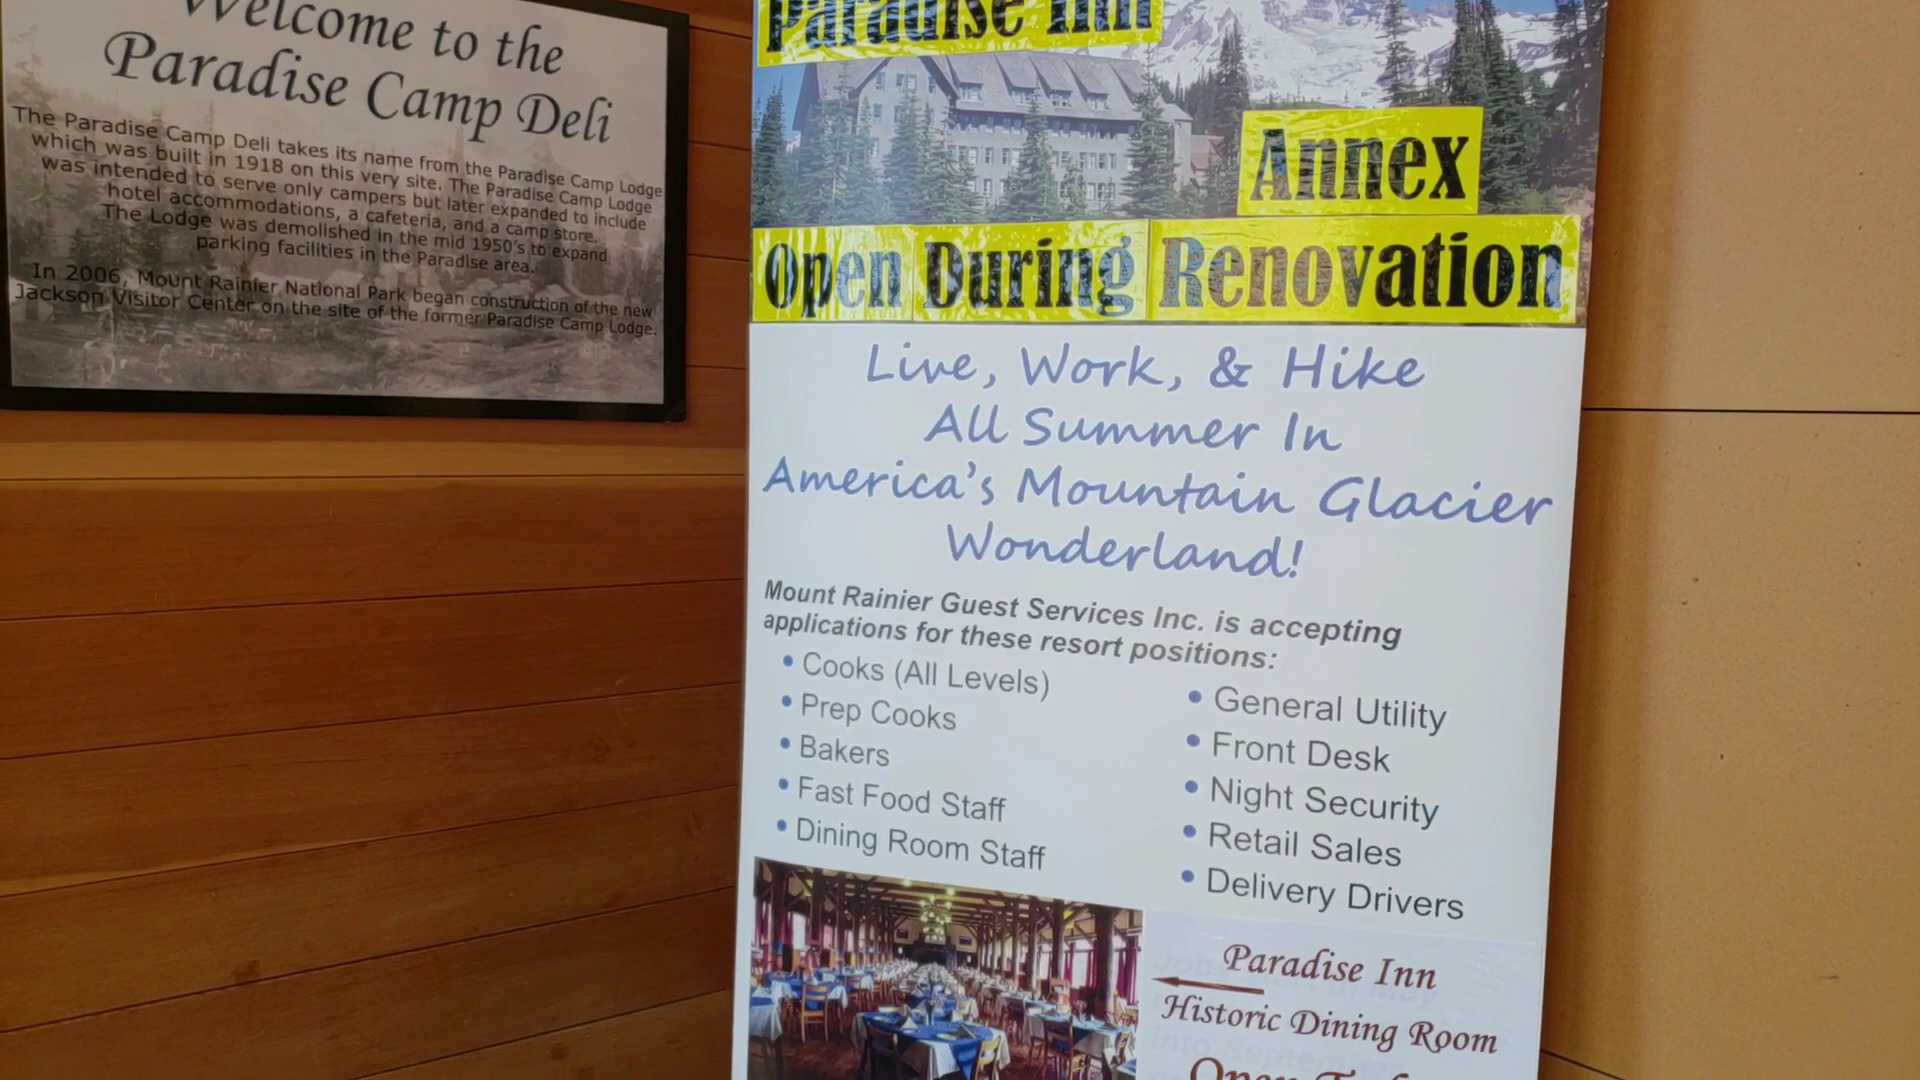 Welcome to the
Paradise Camp Deli
The Paradise Camp Deli takes its name from the Paradise Camp Lodge
which was built in 1918 on this very site. The Paradise Camp Lodge
was intended to serve only campers but later expanded to include
hotel accommodations, a cafeteria, and a camp store.
The Lodge was demolished in the mid 1950's to expand
parking facilities in the Paradise area.
In 2006, Mount Rainier National Park began construction of the new
Jackson Visitor Center on the site of the former Paradise Camp Lodge.
Paradise Inn
Annex
Open During Renovation
Live, Work, & Hike
All Summer In
America's Mountain Glacier
Wonderland!
Mount Rainier Guest Services Inc. is accepting
applications for these resort positions:
• Cooks (All Levels)
• Prep Cooks
• Bakers
• Fast Food Staff
• Dining Room Staff
• General Utility
• Front Desk
• Night Security
• Retail Sales
• Delivery Drivers
Paradise Inn
Historic Dining Room
Open